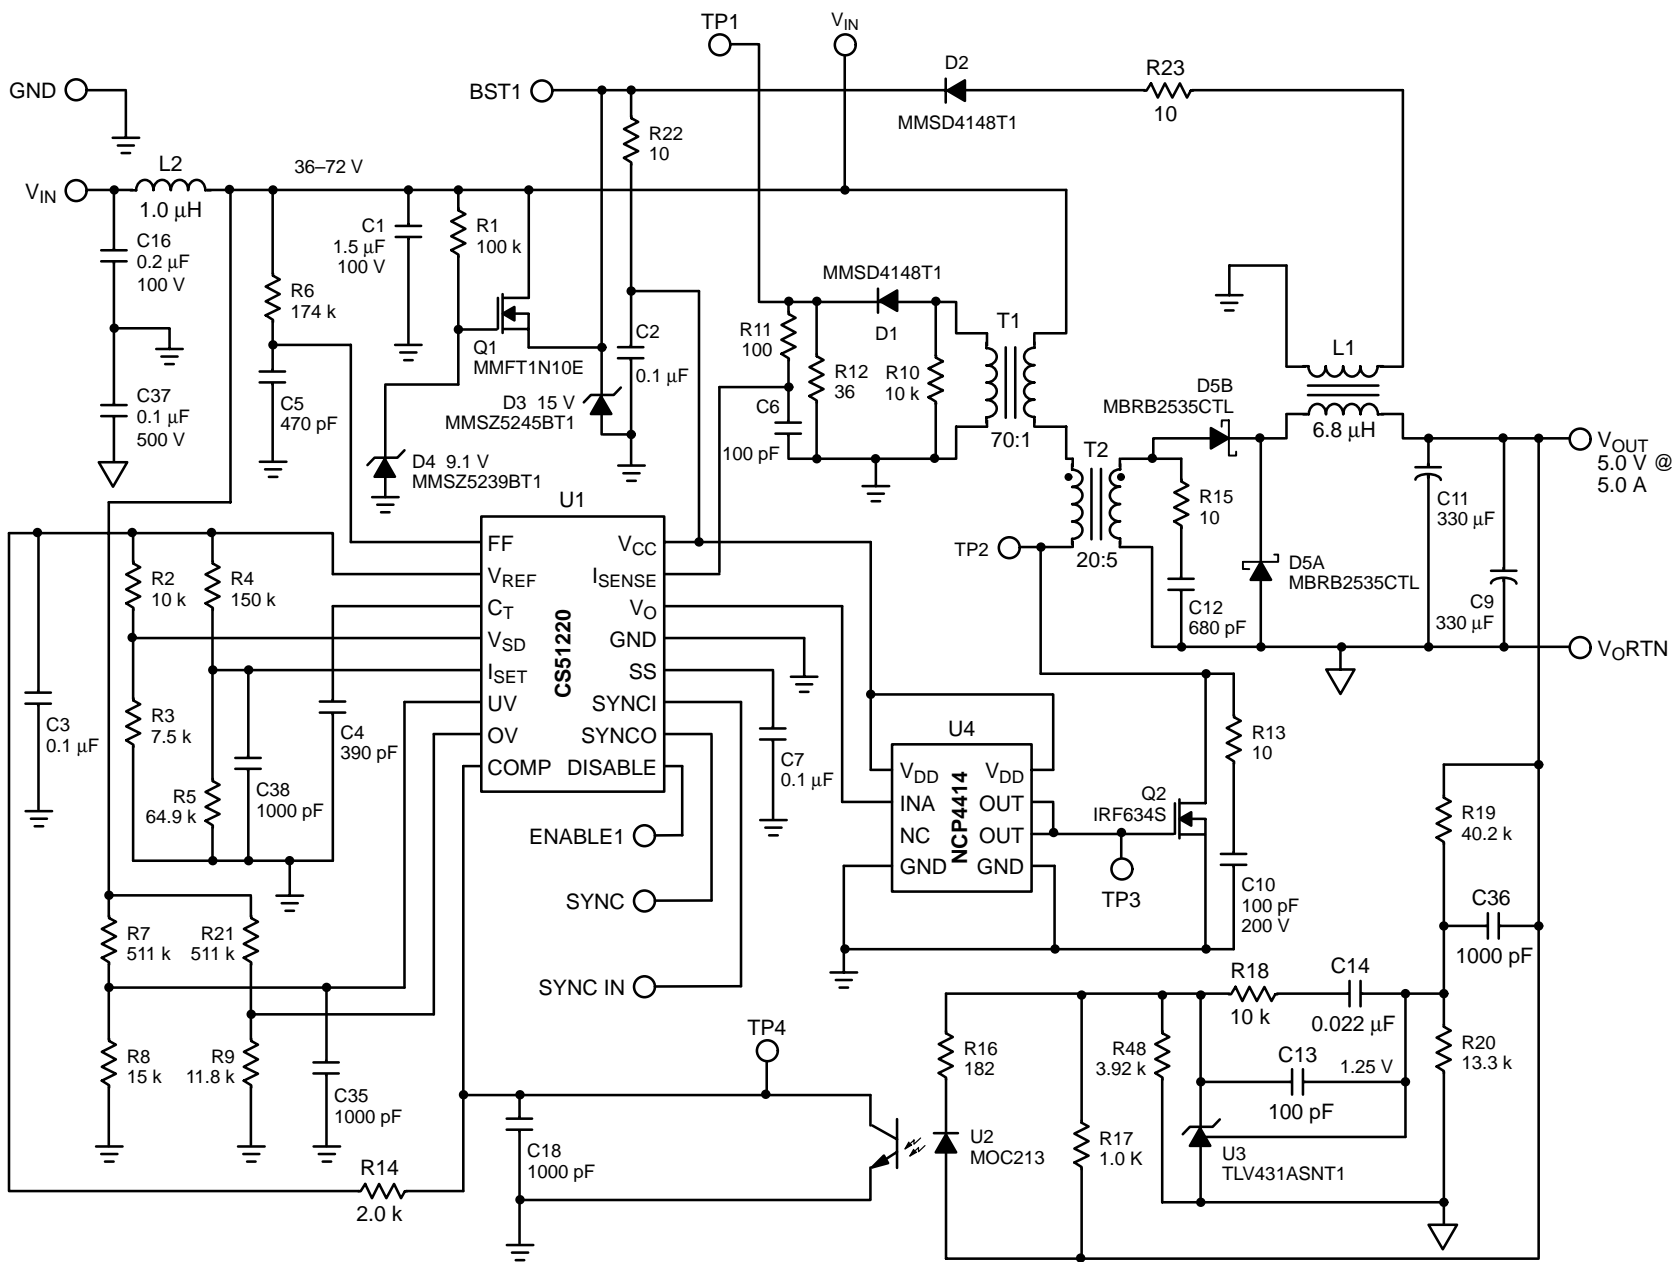 TP1
V_IN
D2
R23
GND
BST1
MMSD4148T1
10
R22
10
L2
36–72 V
V_IN
1.0 µH
C16
0.2 µF
100 V
C1
1.5 µF
100 V
R1
100 k
MMSD4148T1
R6
174 k
Q1
MMFT1N10E
C2
0.1 µF
R11
100
D1
T1
R12
36
R10
10 k
L1
C37
0.1 µF
500 V
C5
470 pF
D3 15 V
MMSZ5245BT1
C6
100 pF
70:1
D5B
MBRB2535CTL
6.8 µH
V_OUT
5.0 V @
5.0 A
D4 9.1 V
MMSZ5239BT1
T2
U1
R15
10
C11
330 µF
FF
V_CC
TP2
20:5
D5A
MBRB2535CTL
R2
10 k
R4
150 k
V_REF
I_SENSE
C_T
V_O
C12
680 pF
C9
330 µF
V_SD
GND
CS51220
V_ORTN
I_SET
SS
C3
0.1 µF
R3
7.5 k
C4
390 pF
UV
SYNCI
OV
SYNCO
COMP
DISABLE
C7
0.1 µF
U4
R13
10
R5
64.9 k
C38
1000 pF
V_DD
V_DD
Q2
IRF634S
INA
OUT
NC
OUT
GND
GND
NCP4414
R19
40.2 k
ENABLE1
TP3
C10
100 pF
200 V
SYNC
C36
1000 pF
R7
511 k
R21
511 k
SYNC IN
R18
10 k
C14
0.022 µF
TP4
R8
15 k
R9
11.8 k
R16
182
R48
3.92 k
C13
100 pF
1.25 V
R20
13.3 k
C35
1000 pF
C18
1000 pF
U2
MOC213
R17
1.0 K
U3
TLV431ASNT1
R14
2.0 k